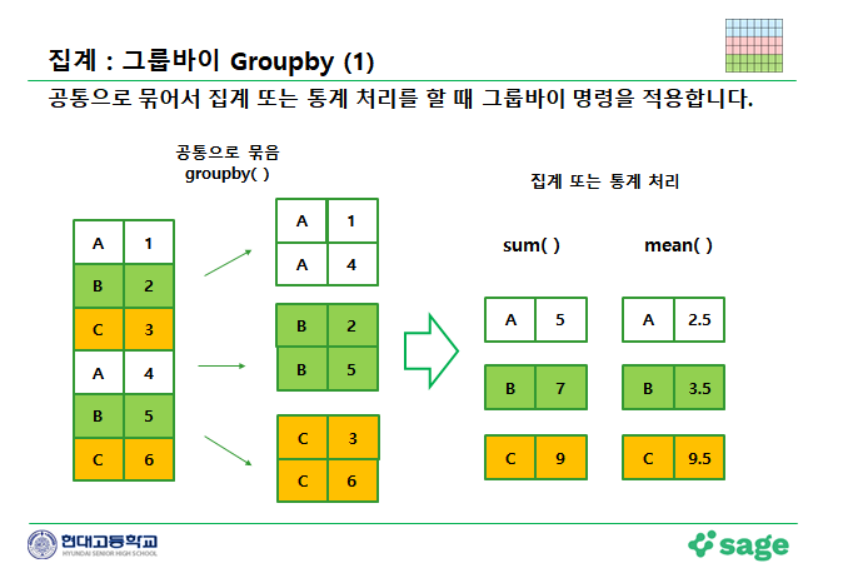 집계 : 그룹바이 Groupby (1)
공통으로 묶어서 집계 또는 통계 처리를 할 때 그룹바이 명령을 적용합니다.
공통으로 묶음
groupby( )
집계 또는 통계 처리
sum( ) mean( )
A 1
B 2
C 3
A 4
B 5
C 6
A 1
A 4
B 2
B 5
C 3
C 6
A 5
B 7
C 9
A 2.5
B 3.5
C 9.5
현대고등학교
HYUNDAI SENIOR HIGH SCHOOL
sage